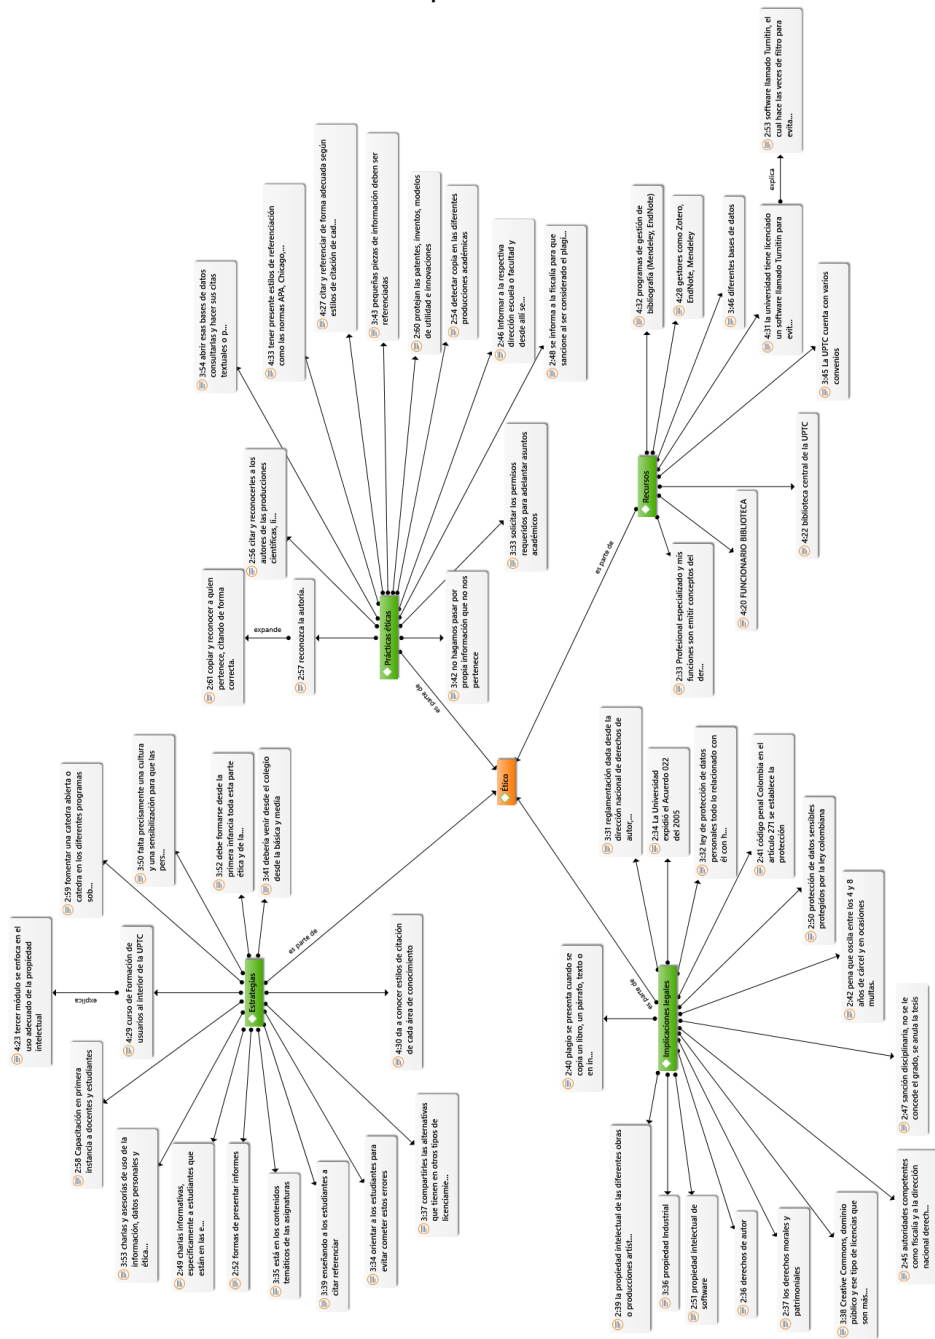 4:23 tercer módulo se enfoca en el
uso adecuado de la propiedad
intelectual
explica
2:59 fomentar una catedra abierta o
catedra en los diferentes programas
sob...
2:58 Capacitación en primera
instancia a docentes y estudiantes
4:29 curso de Formación de
usuarios al interior de la UPTC
3:50 falta precisamente una cultura
y una sensibilización para que las
pers...
3:53 charlas y asesorías de uso de la
información, datos personales y
ética...
2:49 charlas informativas,
específicamente a estudiantes que
están en las e...
3:52 debe formarse desde la
primera infancia toda esta parte
ética y de la...
2:52 formas de presentar informes
Estrategias
3:41 debería venir desde el colegio
desde la básica y media
3:35 está en los contenidos
temáticos de las asignaturas
es parte de
3:39 enseñando a los estudiantes a
citar referenciar
3:34 orientar a los estudiantes para
evitar cometer estos errores
4:30 da a conocer estilos de citación
de cada área de conocimiento
3:37 compartirles las alternativas
que tienen en otros tipos de
licenciamie...
2:61 copiar y reconocer a quien
pertenece, citando de forma
correcta.
expande
3:54 abrir esas bases de datos
consultarlas y hacer sus citas
textuales o p...
2:56 citar y reconocerles a los
autores de las producciones
científicas, li...
4:33 tener presente estilos de referenciación
como las normas APA, Chicago,...
2:57 reconozca la autoría.
4:27 citar y referenciar de forma adecuada según
estilos de citación de cad...
3:43 pequeñas piezas de información deben ser
referenciadas
Prácticas éticas
2:60 protejan las patentes, inventos, modelos
de utilidad e innovaciones
2:54 detectar copia en las diferentes
producciones académicas
es parte de
3:42 no hagamos pasar por
propia información que no nos
pertenece
2:46 Informar a la respectiva
dirección escuela o facultad y
desde allí se...
3:33 solicitar los permisos
requeridos para adelantar asuntos
académicos
2:48 se informa a la fiscalía para que
sancione al ser considerado el plagi...
Ético
es parte de
es parte de
2:40 plagio se presenta cuando se
copia un libro, un párrafo, texto o
en in...
3:31 reglamentación dada desde la
dirección nacional de derechos de
autor,...
2:39 la propiedad intelectual de las diferentes obras
o producciones artist...
2:34 La Universidad
expidió el Acuerdo 022
del 2005
3:36 propiedad Industrial
Implicaciones legales
3:32 ley de protección de datos
personales todo lo relacionado con
él con h...
2:51 propiedad intelectual de
software
2:36 derechos de autor
2:41 código penal Colombia en el
artículo 271 se establece la
protección
2:37 los derechos morales y
patrimoniales
2:50 protección de datos sensibles
protegidos por la ley colombiana
3:38 Creative Commons, dominio
público y ese tipo de licencias que
son más...
2:42 pena que oscila entre los 4 y 8
años de cárcel y en ocasiones
multas.
2:45 autoridades competentes
como fiscalía y a la dirección
nacional derech...
2:47 sanción disciplinaria, no se le
concede el grado, se anula la tesis
4:32 programas de gestión de
bibliografía (Mendeley, EndNote)
Recursos
4:28 gestores como Zotero,
EndNote, Mendeley
2:33 Profesional especializado y mis
funciones son emitir conceptos del
der...
3:46 diferentes bases de datos
4:20 FUNCIONARIO BIBLIOTECA
4:31 la universidad tiene licenciado
un software llamado Turnitin para
evit...
explica
2:53 software llamado Turnitin, el
cual hace las veces de filtro para
evita...
4:22 biblioteca central de la UPTC
3:45 La UPTC cuenta con varios
convenios